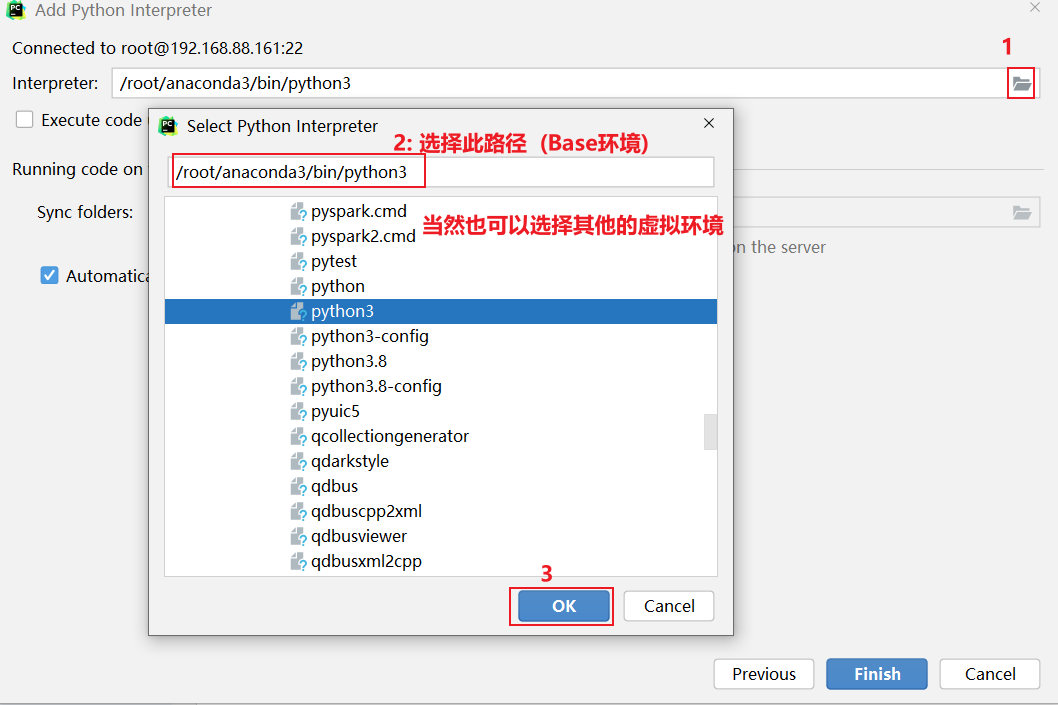 Add Python Interpreter
Connected to root@192.168.88.161:22
1
Interpreter: /root/anaconda3/bin/python3
Execute code
Select Python Interpreter
2: 选择此路径（Base环境）
Running code on
/root/anaconda3/bin/python3
Sync folders:
pyspark.cmd
当然也可以选择其他的虚拟环境
pyspark2.cmd
on the server
pytest
Automatica
python
python3
python3-config
python3.8
python3.8-config
pyuic5
qcollectiongenerator
qdarkstyle
qdbus
qdbuscpp2xml
qdbusviewer
qdbusxml2cpp
3
OK Cancel
Previous Finish Cancel